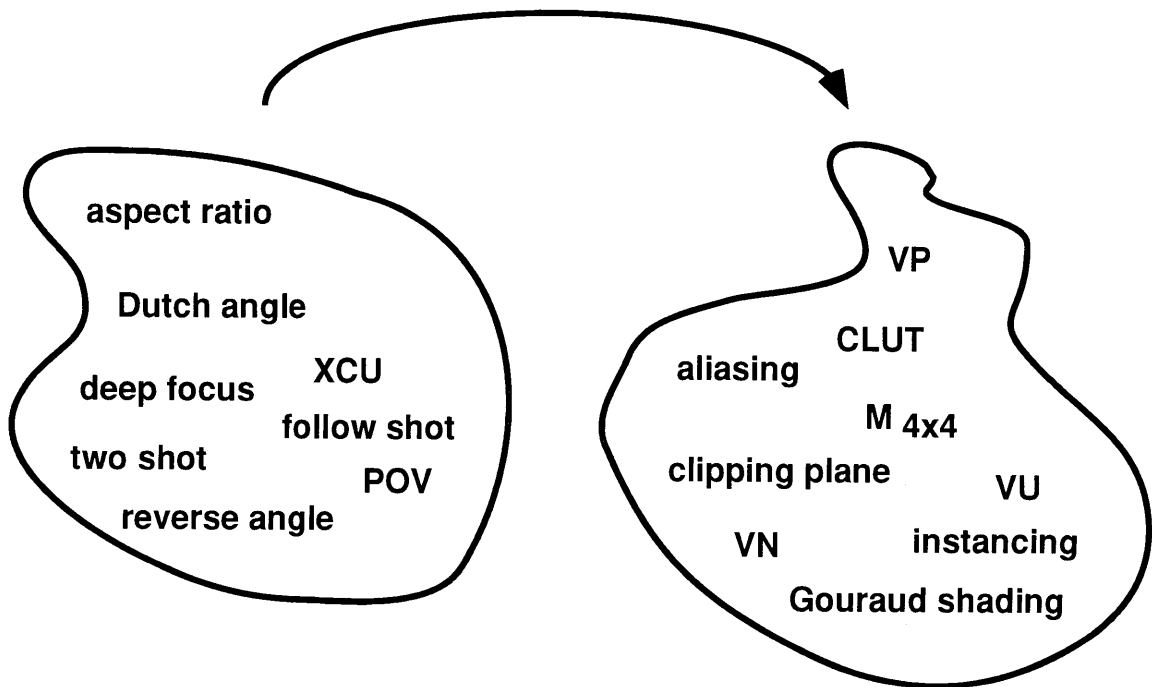 aspect ratio
Dutch angle
XCU
deep focus
follow shot
two shot
POV
reverse angle
VP
CLUT
aliasing
M 4x4
clipping plane
VU
VN
instancing
Gouraud shading